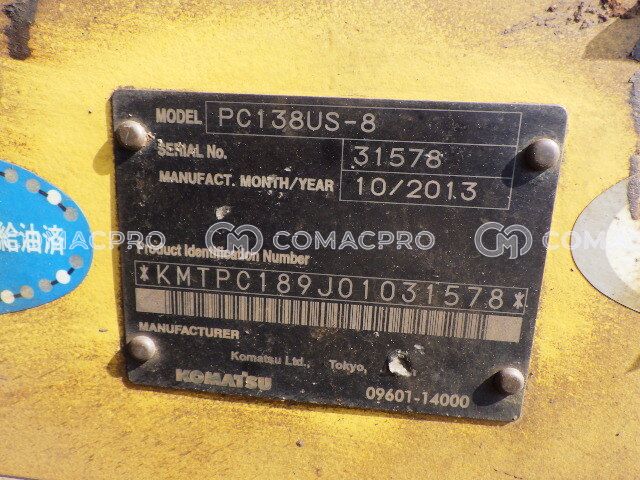 MODEL PC138US-8
SERIAL No. 31578
MANUFACT. MONTH/YEAR 10/2013
給油済
COMACPRO COMACPRO
Product Identification Number
*KMTPC189J01031578*
MANUFACTURER
Komatsu Ltd., Tokyo,
KOMATSU
09601-14000